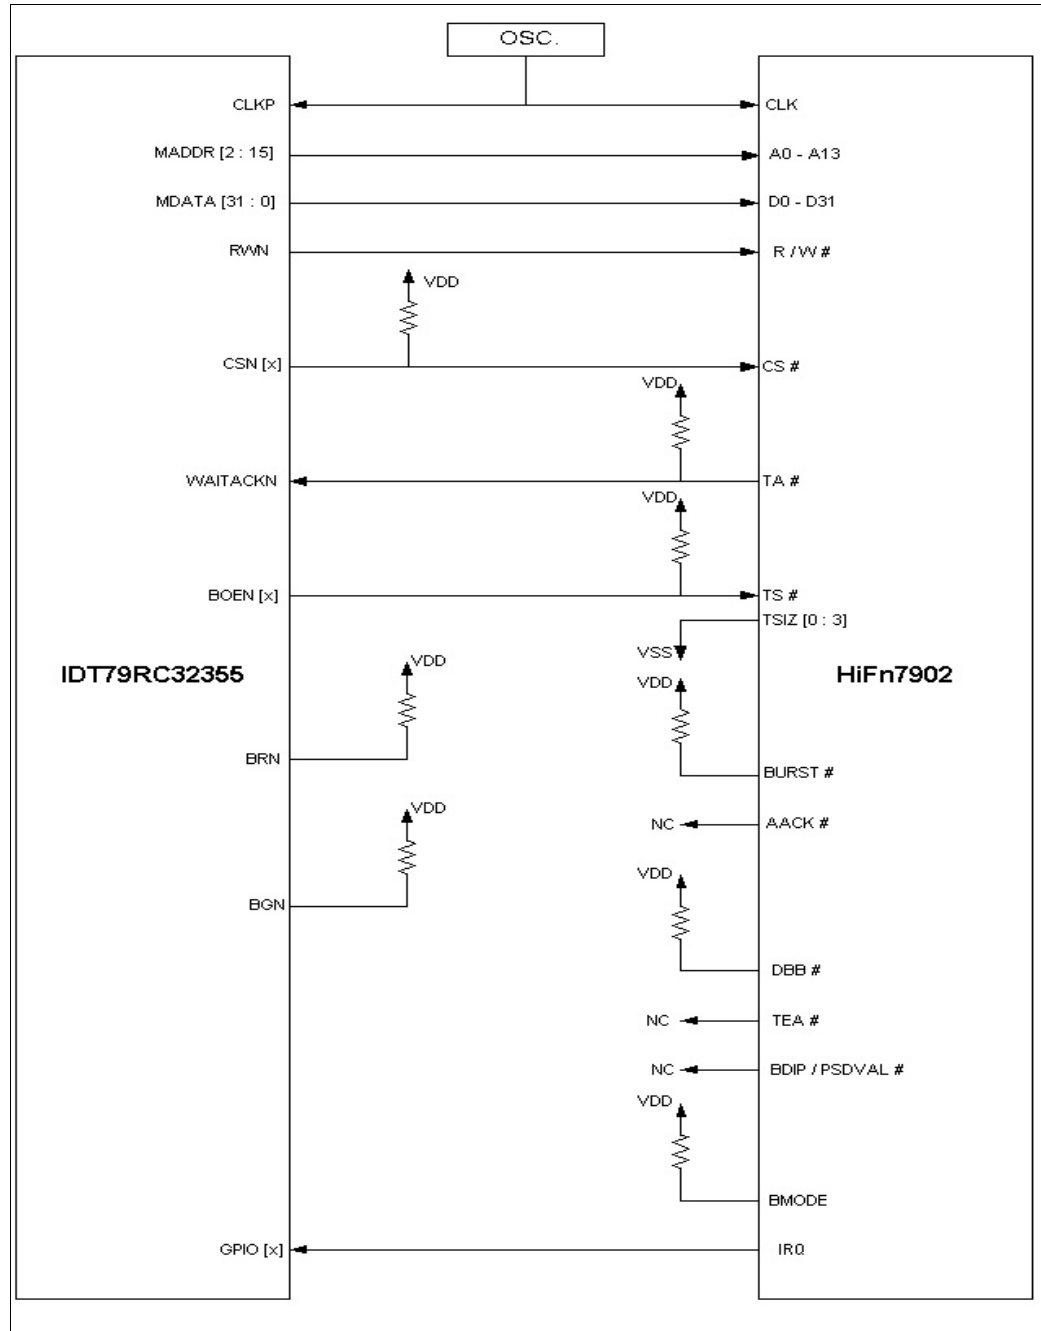 OSC.
CLKP CLK
MADDR [2 : 15] A0 - A13
MDATA [31 : 0] D0 - D31
RWN R / W #
VDD
CSN [x] CS #
VDD
WAITACKN TA #
VDD
BOEN [x] TS #
TSIZ [0 : 3]
VSS
VDD
IDT79RC32355 HiFn7902
VDD
BRN
BURST #
VDD
NC AACK #
VDD
BGN
DBB #
NC TEA #
NC BDIP / PSDVAL #
VDD
BMODE
GPIO [x] IRQ